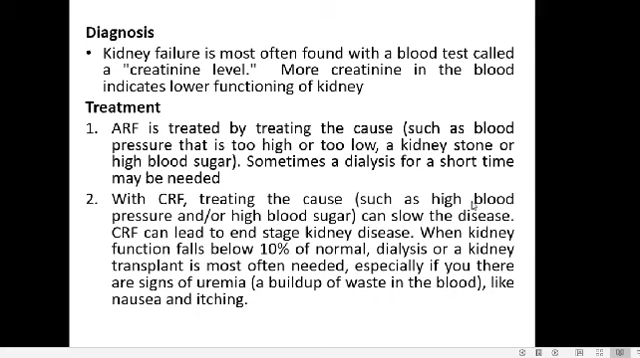 Diagnosis
• Kidney failure is most often found with a blood test called
a "creatinine level." More creatinine in the blood
indicates lower functioning of kidney
Treatment
1. ARF is treated by treating the cause (such as blood
pressure that is too high or too low, a kidney stone or
high blood sugar). Sometimes a dialysis for a short time
may be needed
2. With CRF, treating the cause (such as high blood
pressure and/or high blood sugar) can slow the disease.
CRF can lead to end stage kidney disease. When kidney
function falls below 10% of normal, dialysis or a kidney
transplant is most often needed, especially if you there
are signs of uremia (a buildup of waste in the blood), like
nausea and itching.